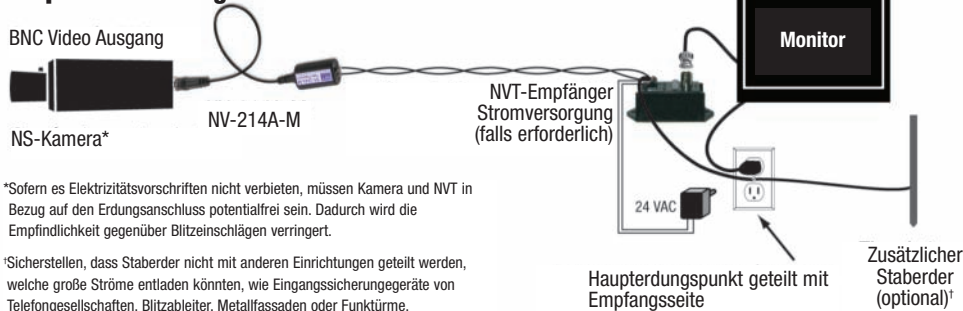 BNC Video Ausgang
Monitor
NVT-Empfänger
Stromversorgung
(falls erforderlich)
NV-214A-M
NS-Kamera*
*Sofern es Elektrizitätsvorschriften nicht verbieten, müssen Kamera und NVT in
Bezug auf den Erdungsanschluss potentialfrei sein. Dadurch wird die
Empfindlichkeit gegenüber Blitzeinschlägen verringert.
24 VAC
†Sicherstellen, dass Staberder nicht mit anderen Einrichtungen geteilt werden,
welche große Ströme entladen könnten, wie Eingangssicherungegeräte von
Telefongesellschaften, Blitzableiter, Metallfassaden oder Funktürme.
Haupterdungspunkt geteilt mit
Empfangsseite
Zusätzlicher
Staberder
(optional)†